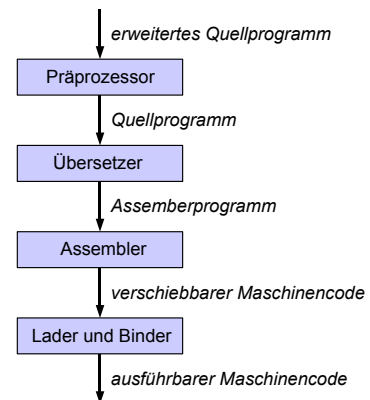 erweitertes Quellprogramm
Präprozessor
Quellprogramm
Übersetzer
Assemberprogramm
Assembler
verschiebbarer Maschinencode
Lader und Binder
ausführbarer Maschinencode